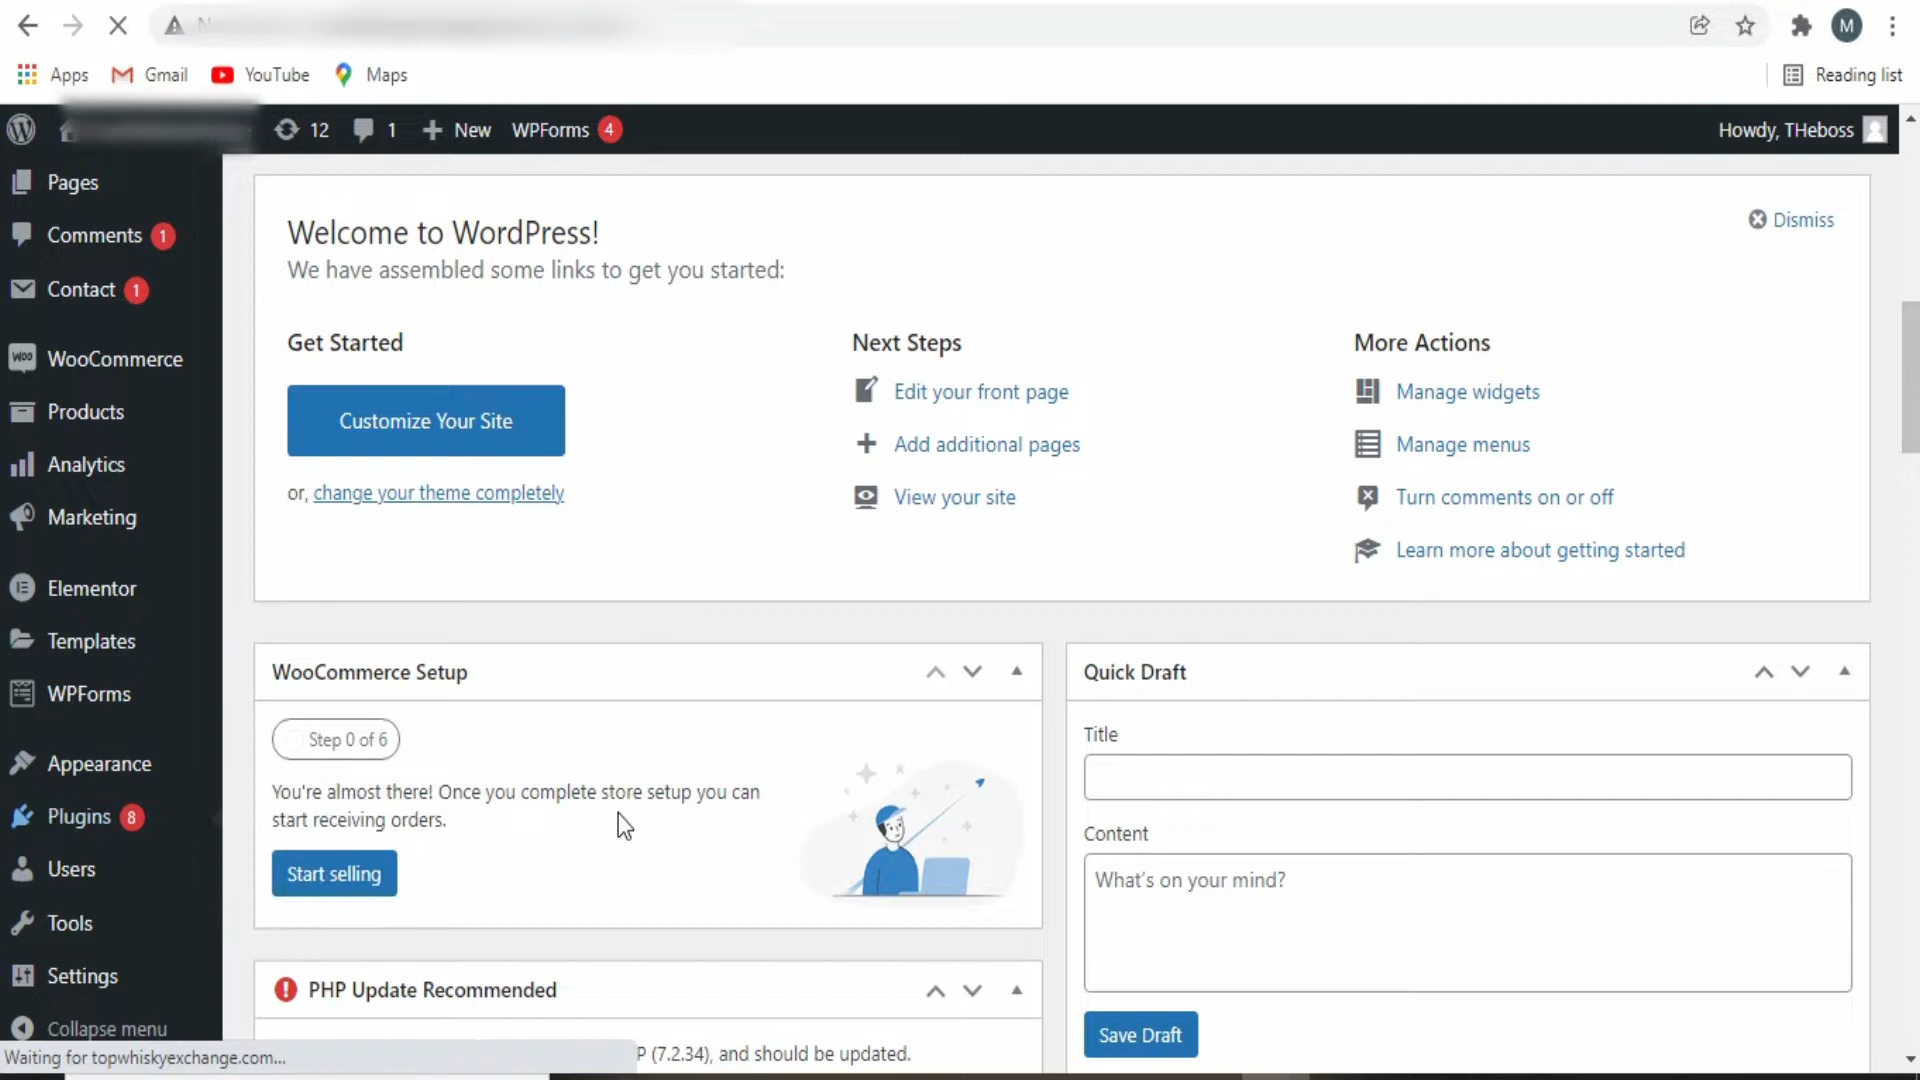 M
Apps Gmail YouTube Maps Reading list
12 1 New WPForms 4 Howdy, THeboss
Pages
Comments 1
Contact 1
WooCommerce
Products
Analytics
Marketing
Elementor
Templates
WPForms
Appearance
Plugins 8
Users
Tools
Settings
Collapse menu
Welcome to WordPress!
Dismiss
We have assembled some links to get you started:
Get Started
Customize Your Site
or, change your theme completely
Next Steps
Edit your front page
Add additional pages
View your site
More Actions
Manage widgets
Manage menus
Turn comments on or off
Learn more about getting started
WooCommerce Setup
Step 0 of 6
You're almost there! Once you complete store setup you can
start receiving orders.
Start selling
PHP Update Recommended
P (7.2.34), and should be updated.
Quick Draft
Title
Content
What's on your mind?
Save Draft
Waiting for topwhiskyexchange.com...